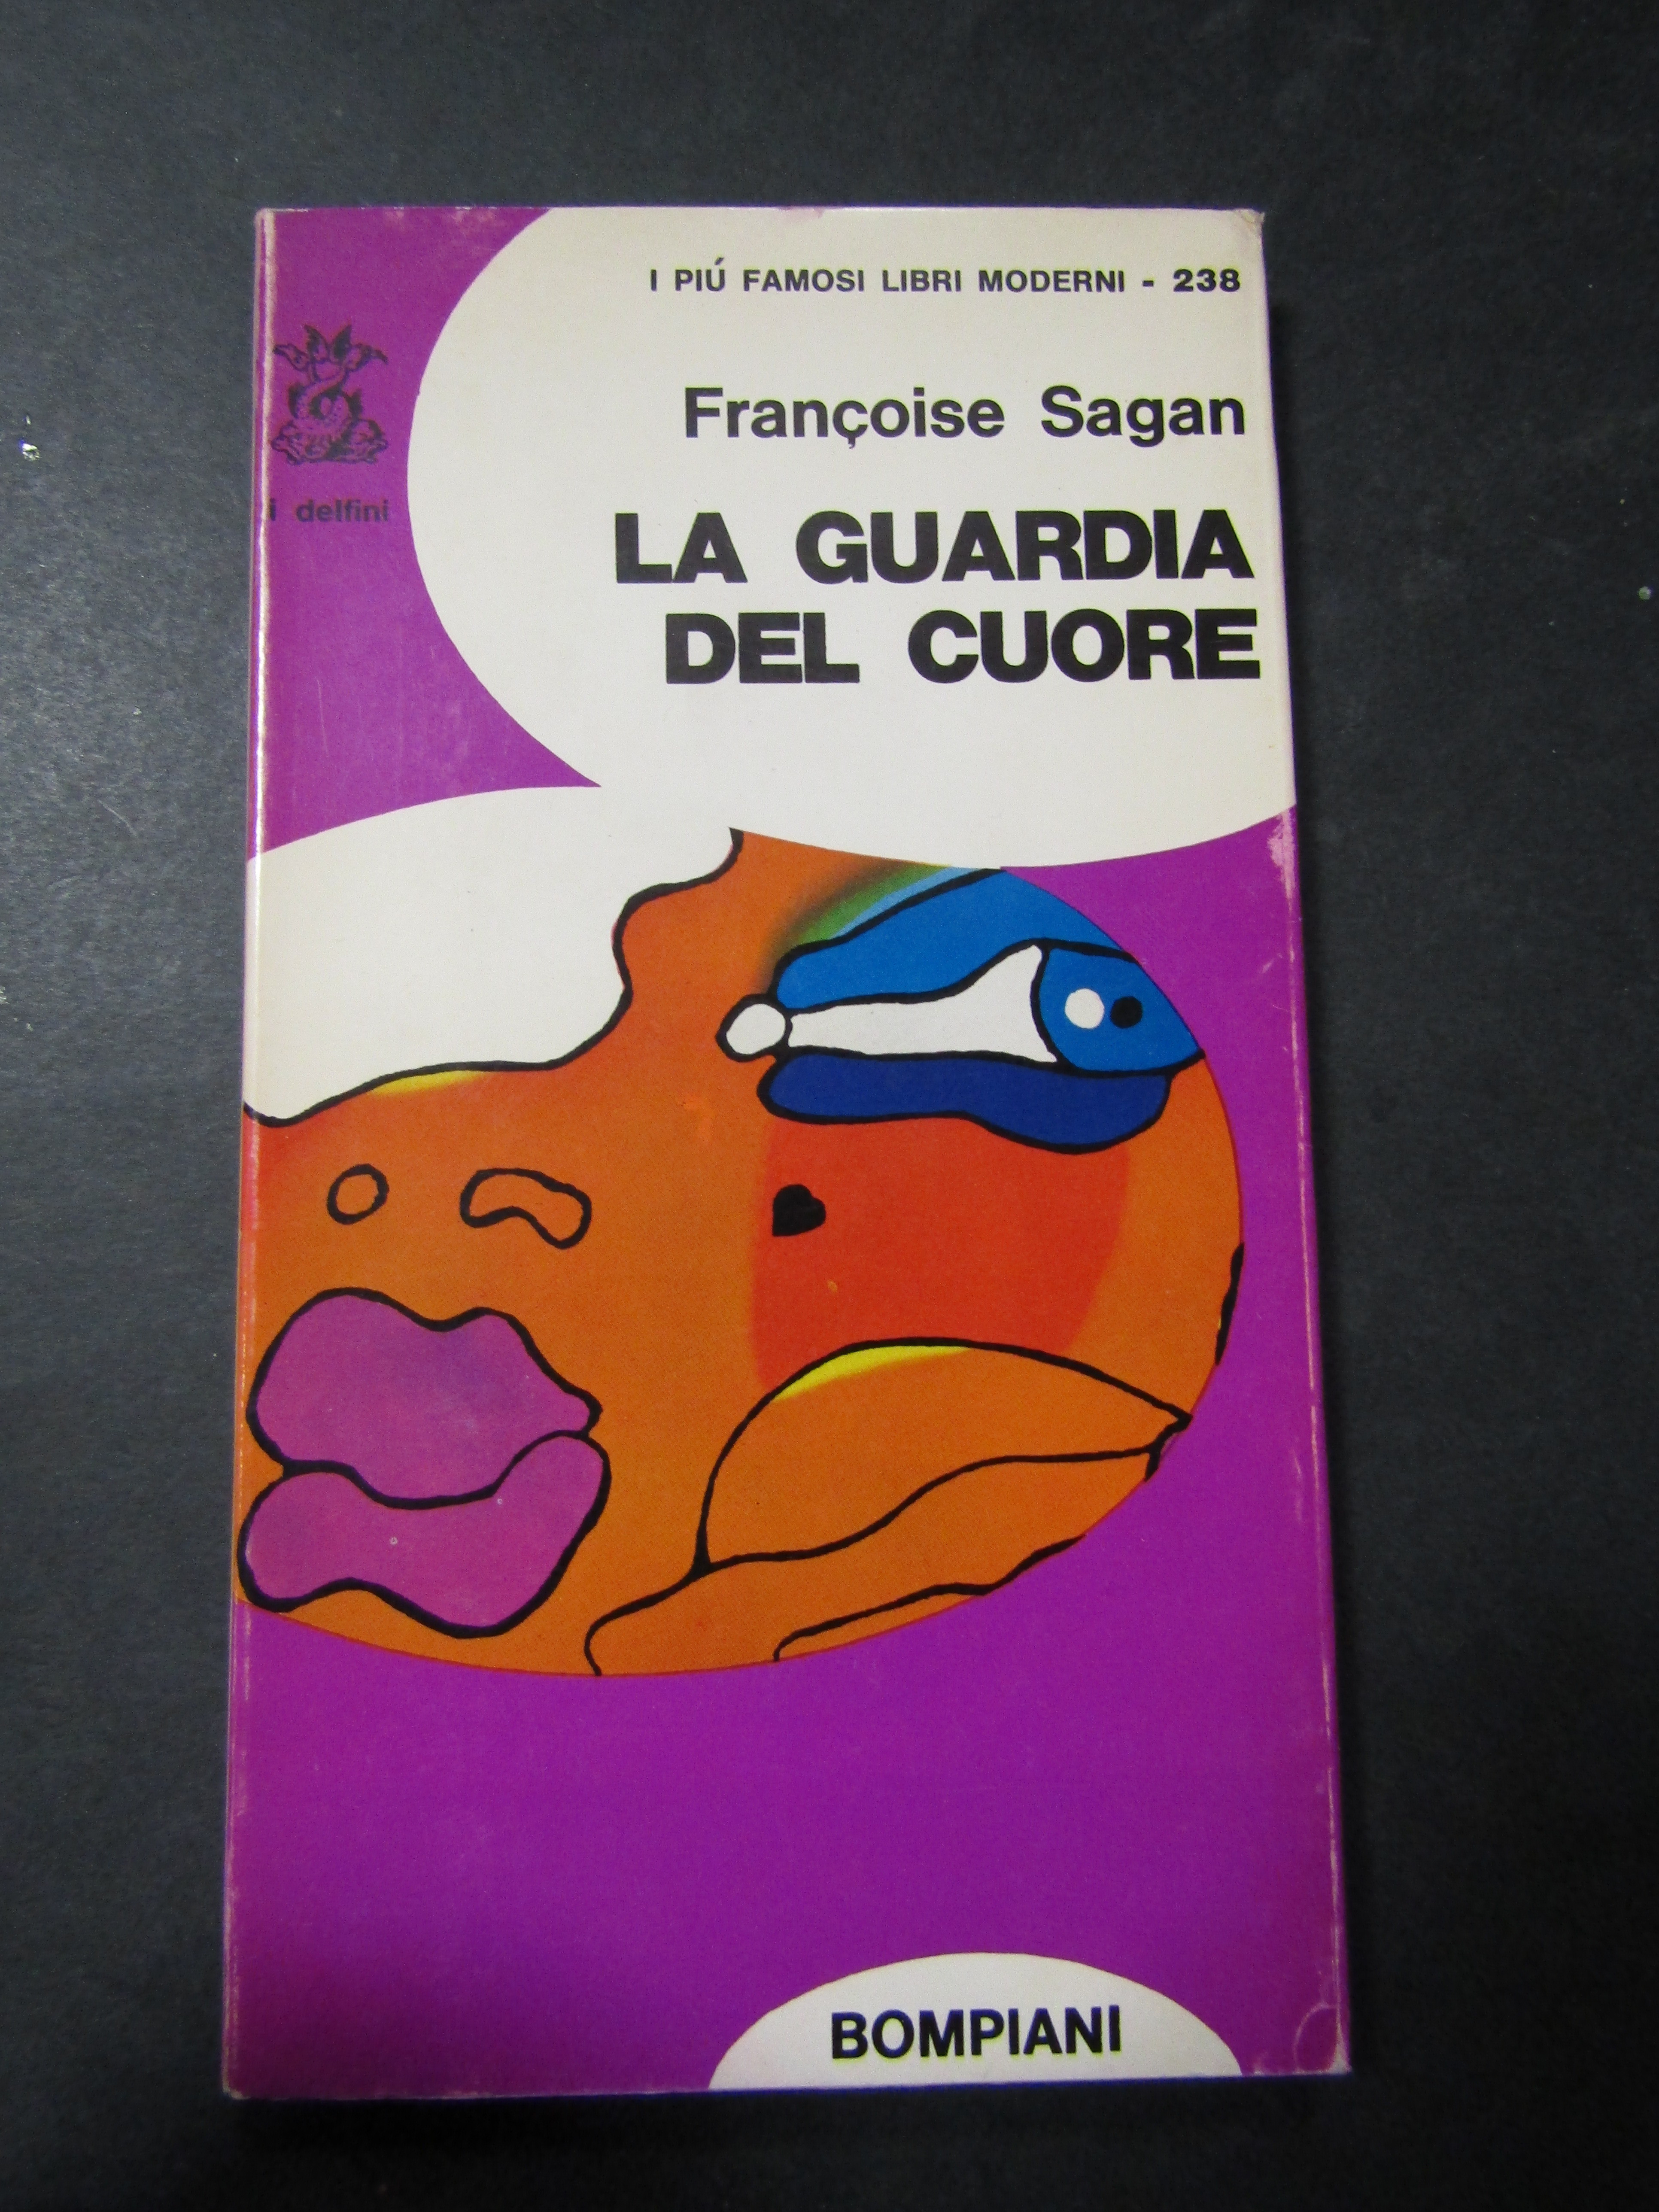 I PIÚ FAMOSI LIBRI MODERNI - 238
i delfini
Françoise Sagan
LA GUARDIA
DEL CUORE
BOMPIANI